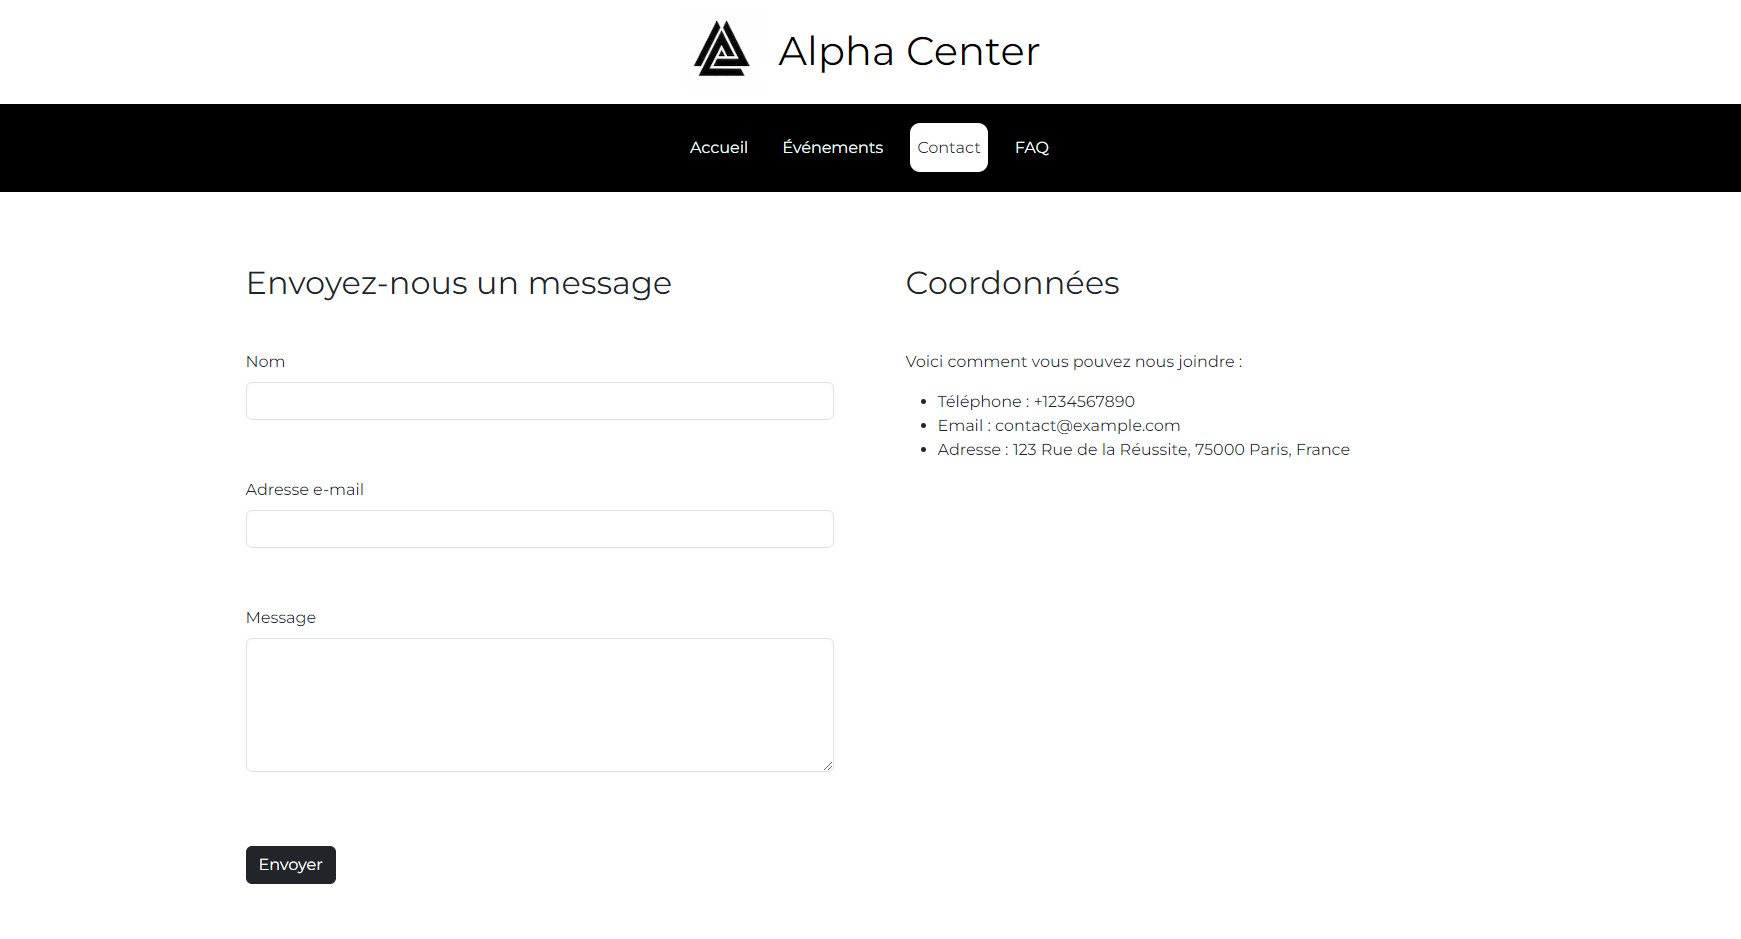 Alpha Center
Accueil Événements Contact FAQ
Envoyez-nous un message
Nom
Adresse e-mail
Message
Envoyer
Coordonnées
Voici comment vous pouvez nous joindre :
Téléphone : +1234567890
Email : contact@example.com
Adresse : 123 Rue de la Réussite, 75000 Paris, France